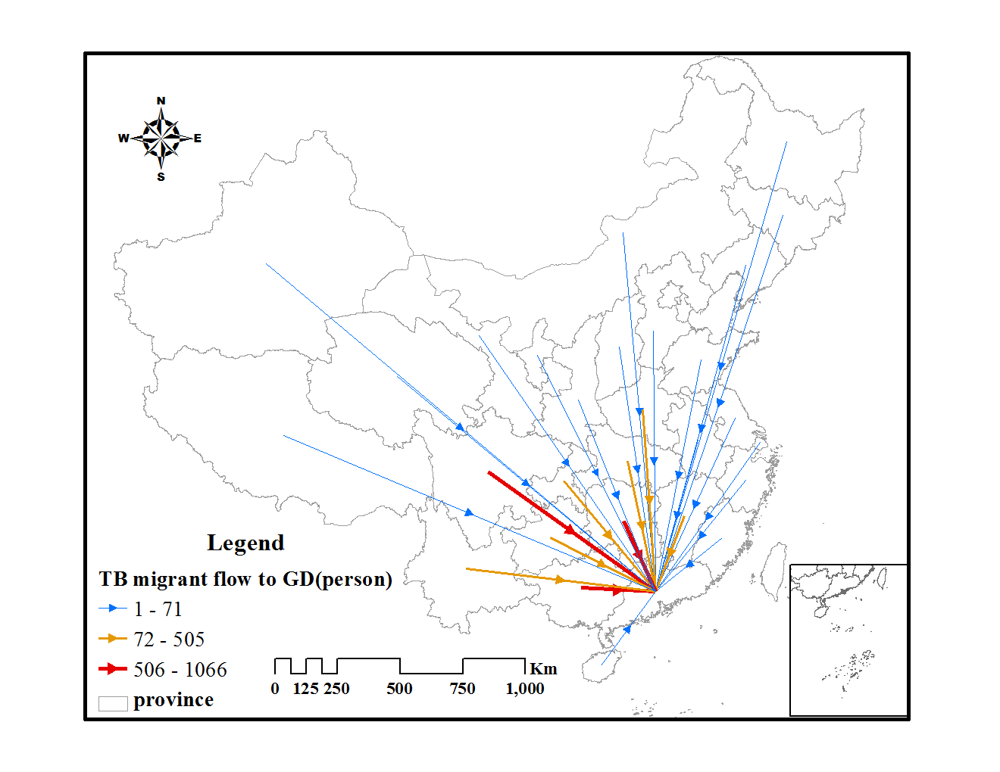 N
W E
S
Legend
TB migrant flow to GD(person)
1 - 71
72 - 505
506 - 1066
province
Km
0 125 250 500 750 1,000